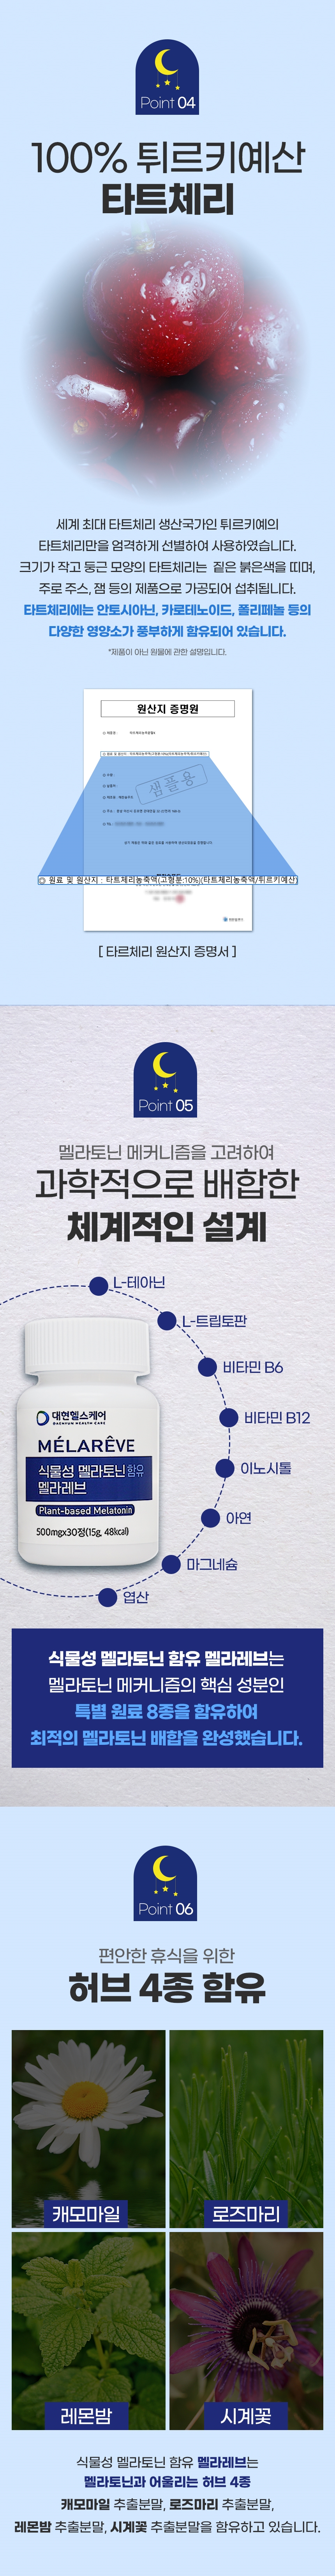 Point 04
100% 튀르키예산
타트체리
세계 최대 타트체리 생산국가인 튀르키예의
타트체리만을 엄격하게 선별하여 사용하였습니다.
크기가 작고 둥근 모양의 타트체리는 짙은 붉은색을 띠며,
주로 주스, 잼 등의 제품으로 가공되어 섭취됩니다.
타트체리에는 안토시아닌, 카로테노이드, 폴리페놀 등의
다양한 영양소가 풍부하게 함유되어 있습니다.
*제품이 아닌 원물에 관한 설명입니다.
원산지 증명원
샘플용
원료 및 원산지 : 타트체리농축액(고형분:10%)(타트체리농축액/튀르키예산)
[ 타르체리 원산지 증명서 ]
Point 05
멜라토닌 메커니즘을 고려하여
과학적으로 배합한
체계적인 설계
L-테아닌
L-트립토판
비타민 B6
비타민 B12
이노시톨
아연
마그네슘
엽산
대현헬스케어
DAEHYUN HEALTH CARE
MÉLARÊVE
식물성 멜라토닌함유
멜라레브
Plant-based Melatonin
500mgx30정(15g, 48kcal)
식물성 멜라토닌 함유 멜라레브는
멜라토닌 메커니즘의 핵심 성분인
특별 원료 8종을 함유하여
최적의 멜라토닌 배합을 완성했습니다.
Point 06
편안한 휴식을 위한
허브 4종 함유
캐모마일
로즈마리
레몬밤
시계꽃
식물성 멜라토닌 함유 멜라레브는
멜라토닌과 어울리는 허브 4종
캐모마일 추출분말, 로즈마리 추출분말,
레몬밤 추출분말, 시계꽃 추출분말을 함유하고 있습니다.